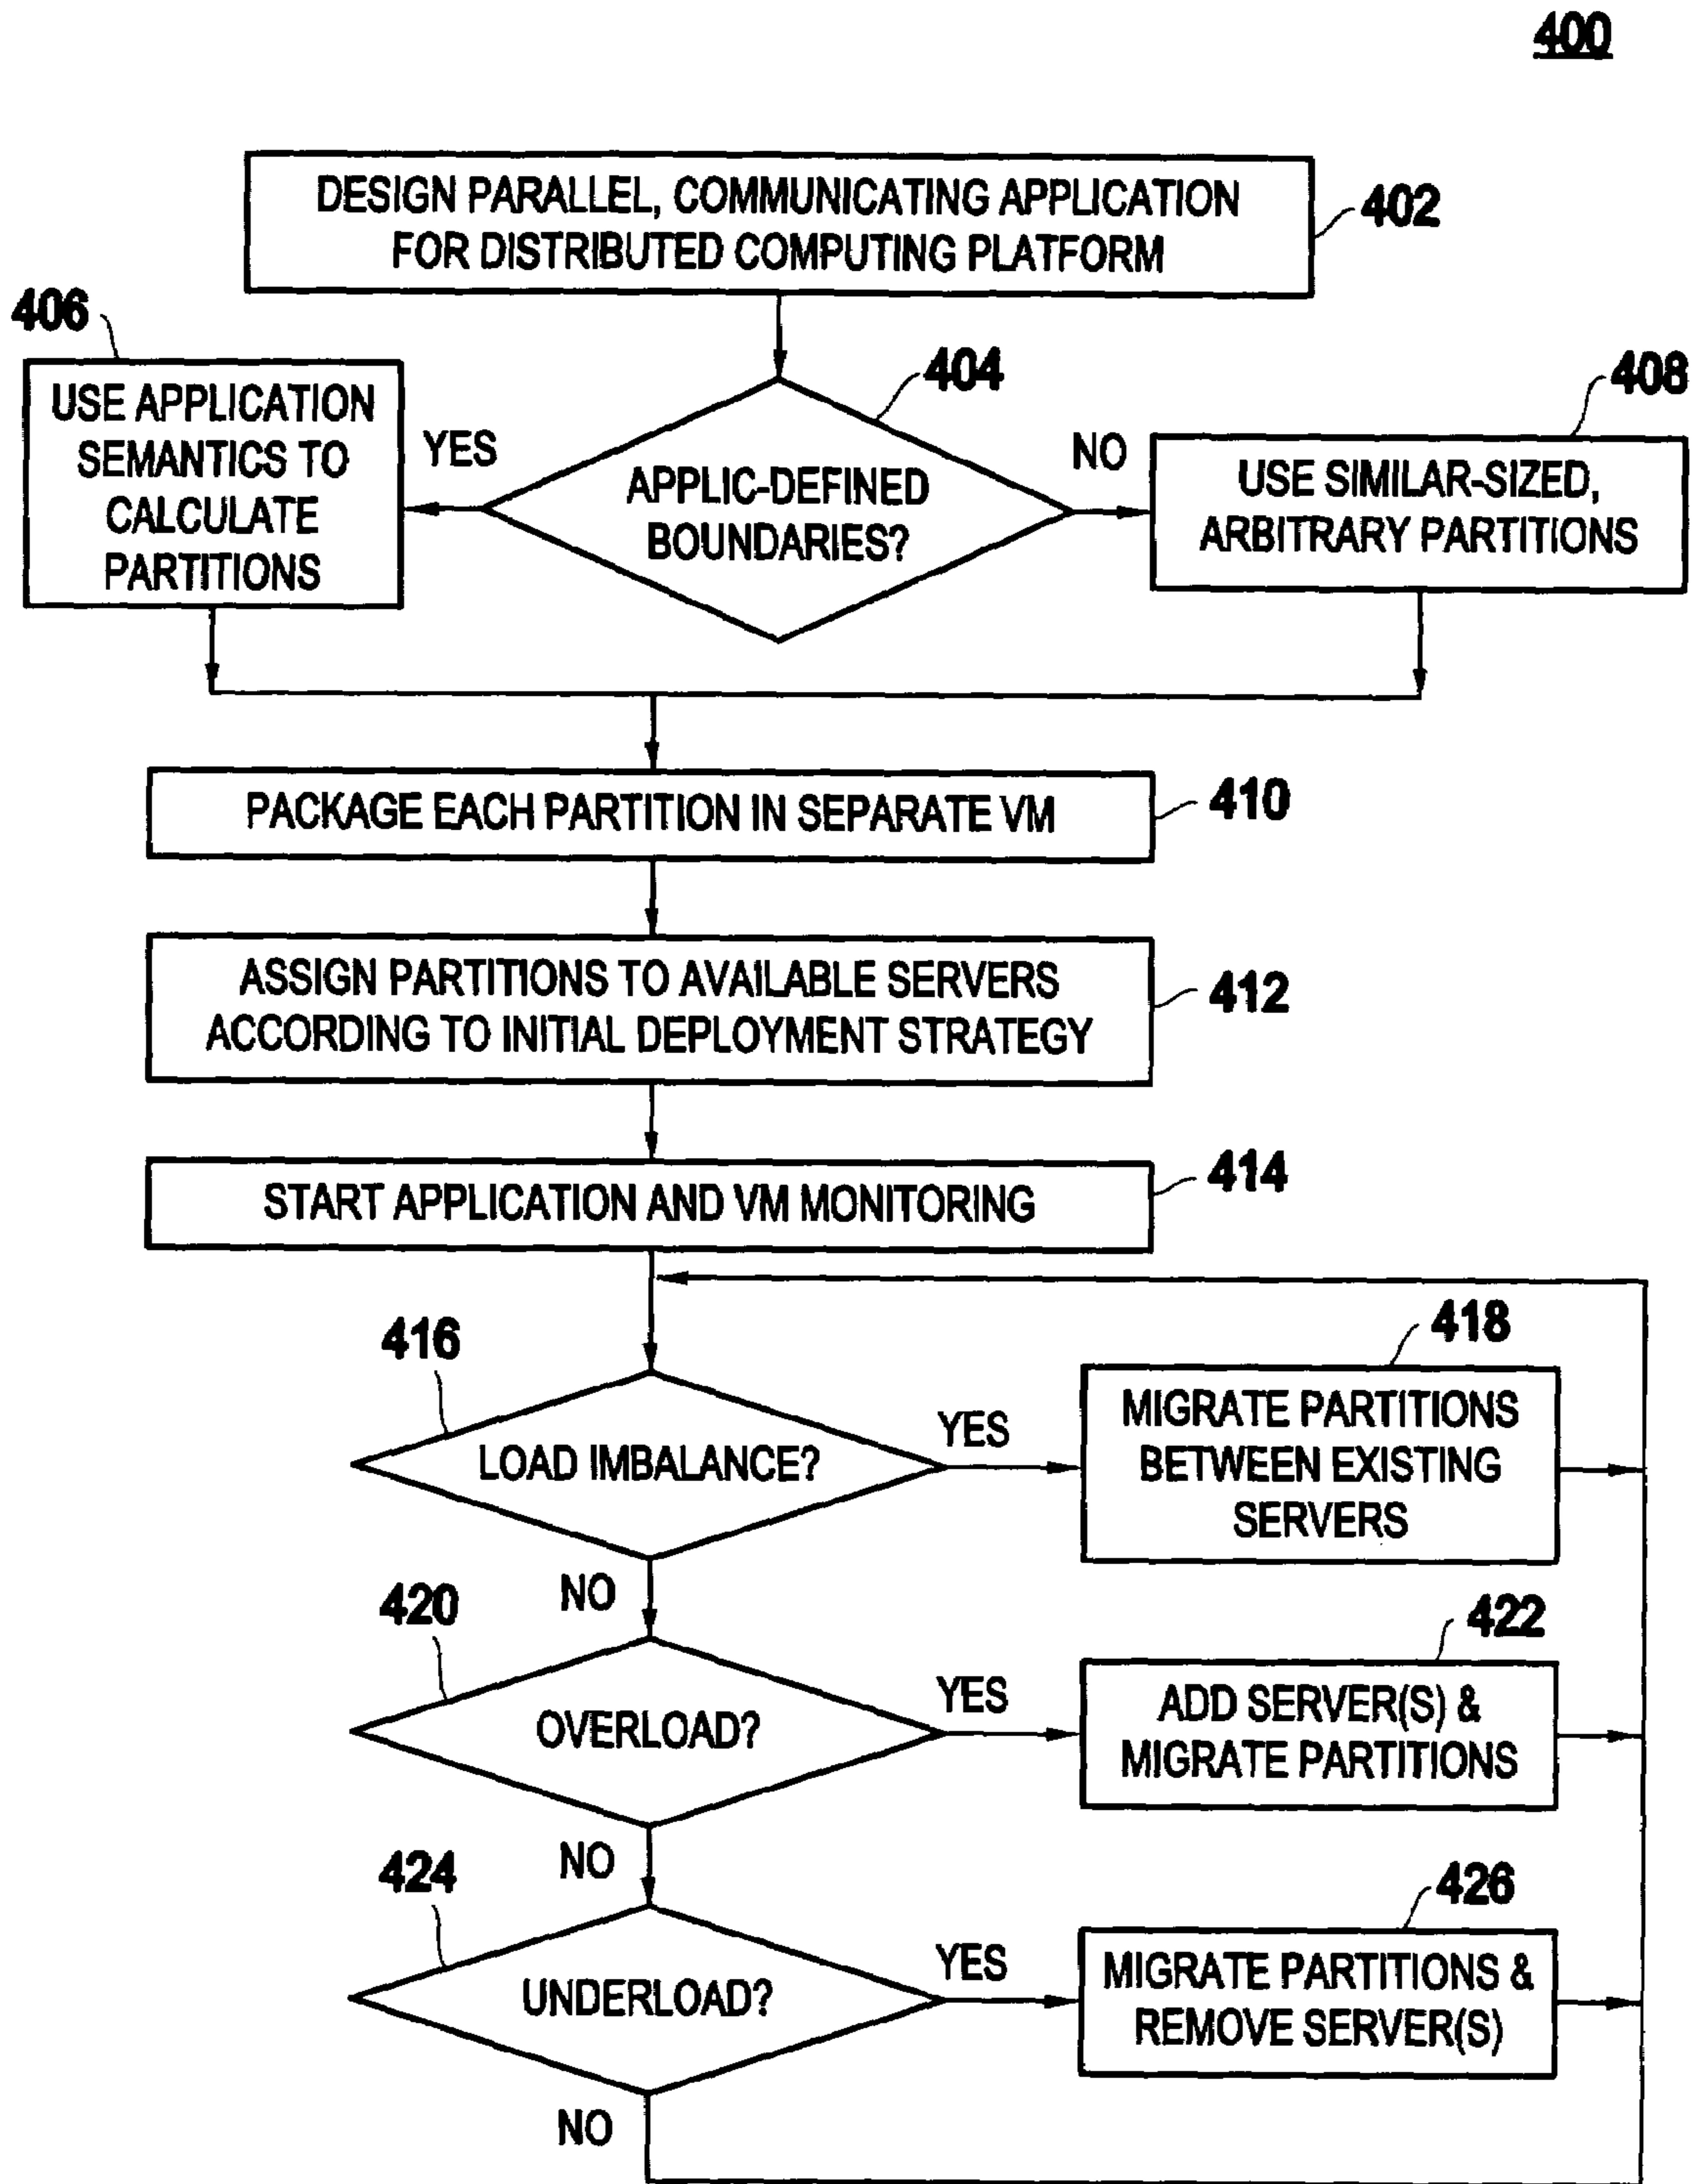 400
DESIGN PARALLEL, COMMUNICATING APPLICATION
FOR DISTRIBUTED COMPUTING PLATFORM
402
406
USE APPLICATION
SEMANTICS TO
CALCULATE
PARTITIONS
YES
404
APPLIC-DEFINED
BOUNDARIES?
NO
408
USE SIMILAR-SIZED,
ARBITRARY PARTITIONS
PACKAGE EACH PARTITION IN SEPARATE VM
410
ASSIGN PARTITIONS TO AVAILABLE SERVERS
ACCORDING TO INITIAL DEPLOYMENT STRATEGY
412
START APPLICATION AND VM MONITORING
414
416
LOAD IMBALANCE?
YES
418
MIGRATE PARTITIONS
BETWEEN EXISTING
SERVERS
NO
420
OVERLOAD?
YES
422
ADD SERVER(S) &
MIGRATE PARTITIONS
NO
424
UNDERLOAD?
YES
426
MIGRATE PARTITIONS &
REMOVE SERVER(S)
NO